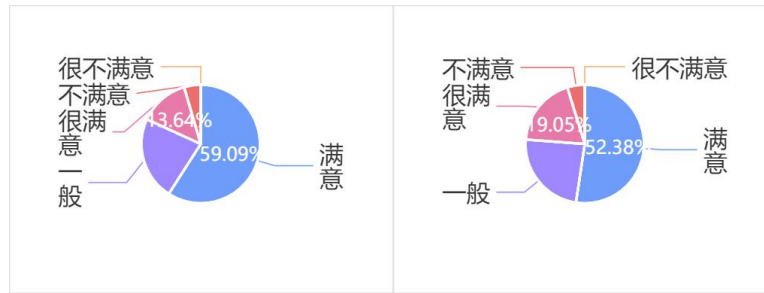 很不满意
不满意
很满
意
一
般
13.64%
59.09%
满
意
不满意
很满
意
一般
19.05%
52.38%
很不满意
满
意